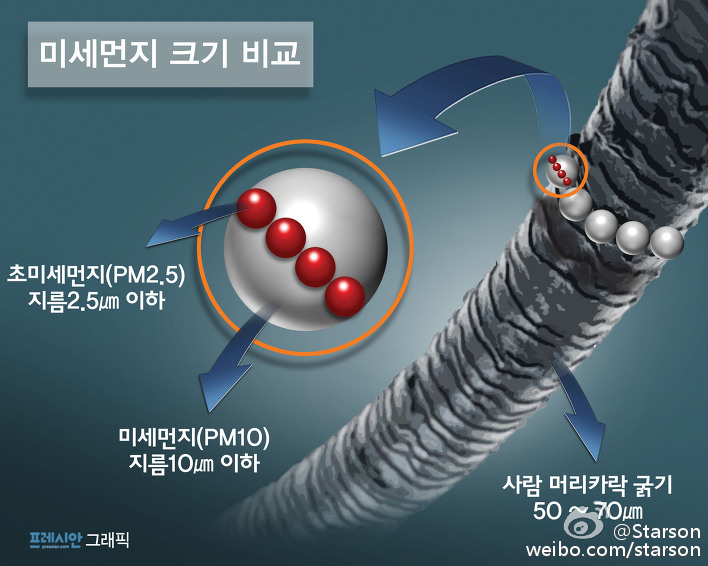 미세먼지 크기 비교
초미세먼지(PM2.5)
지름2.5㎛ 이하
미세먼지(PM10)
지름10㎛ 이하
사람 머리카락 굵기
50 ~ 70㎛
프레시안 그래픽
pressian.com
@Starson
weibo.com/starson